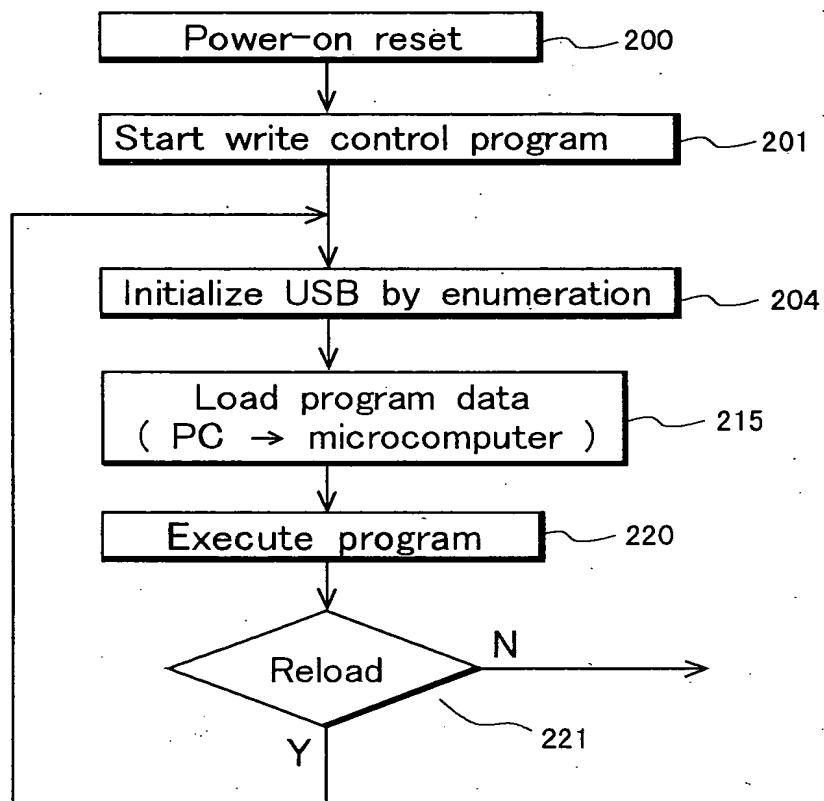 Power-on reset
200
Start write control program
201
Initialize USB by enumeration
204
Load program data
( PC → microcomputer )
215
Execute program
220
Reload
N
221
Y